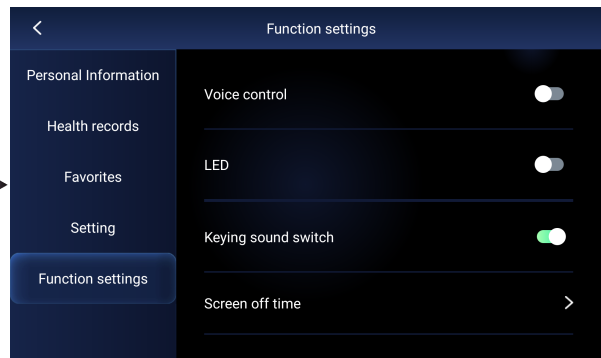 Function settings
Personal Information
Health records
Favorites
Setting
Function settings
Voice control
LED
Keying sound switch
Screen off time